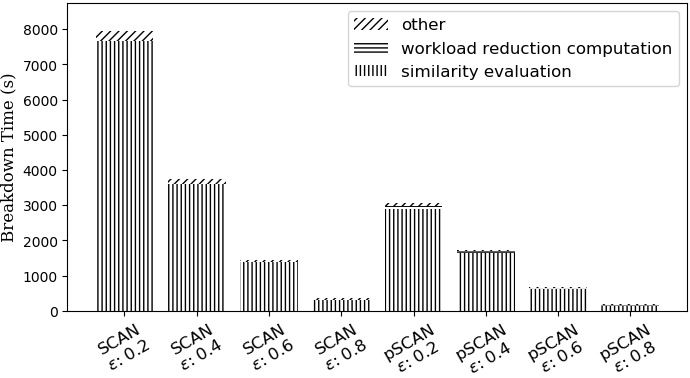 other
workload reduction computation
similarity evaluation
Breakdown Time (s)
8000
7000
6000
5000
4000
3000
2000
1000
0
SCAN
ε: 0.2
SCAN
ε: 0.4
SCAN
ε: 0.6
SCAN
ε: 0.8
pSCAN
ε: 0.2
pSCAN
ε: 0.4
pSCAN
ε: 0.6
pSCAN
ε: 0.8